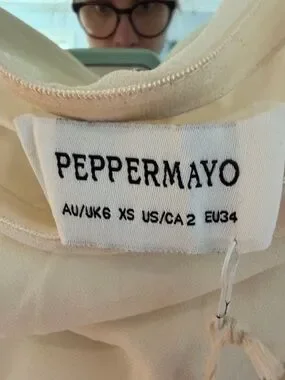 PEPPERMAYO
AU/UK6 XS US/CA2 EU34